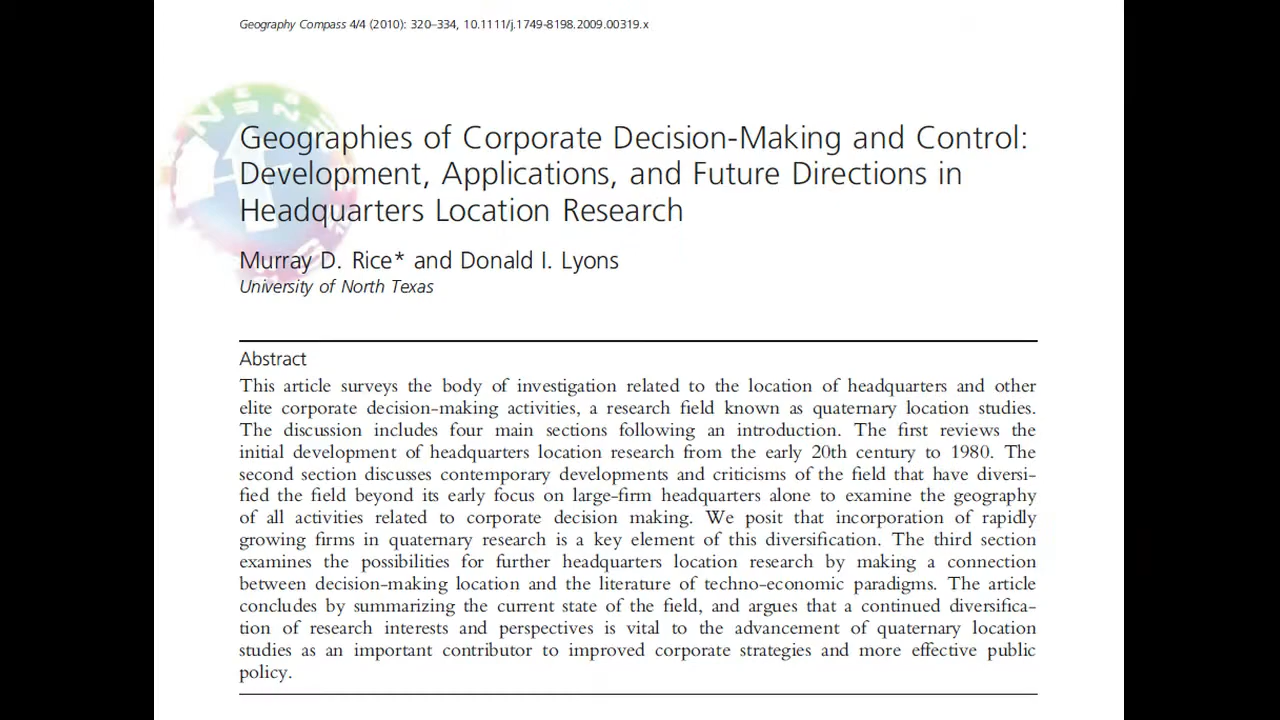 Geography Compass 4/4 (2010): 320–334, 10.1111/j.1749-8198.2009.00319.x
Geographies of Corporate Decision-Making and Control:
Development, Applications, and Future Directions in
Headquarters Location Research
Murray D. Rice* and Donald I. Lyons
University of North Texas
Abstract
This article surveys the body of investigation related to the location of headquarters and other
elite corporate decision-making activities, a research field known as quaternary location studies.
The discussion includes four main sections following an introduction. The first reviews the
initial development of headquarters location research from the early 20th century to 1980. The
second section discusses contemporary developments and criticisms of the field that have diversi-
fied the field beyond its early focus on large-firm headquarters alone to examine the geography
of all activities related to corporate decision making. We posit that incorporation of rapidly
growing firms in quaternary research is a key element of this diversification. The third section
examines the possibilities for further headquarters location research by making a connection
between decision-making location and the literature of techno-economic paradigms. The article
concludes by summarizing the current state of the field, and argues that a continued diversifica-
tion of research interests and perspectives is vital to the advancement of quaternary location
studies as an important contributor to improved corporate strategies and more effective public
policy.